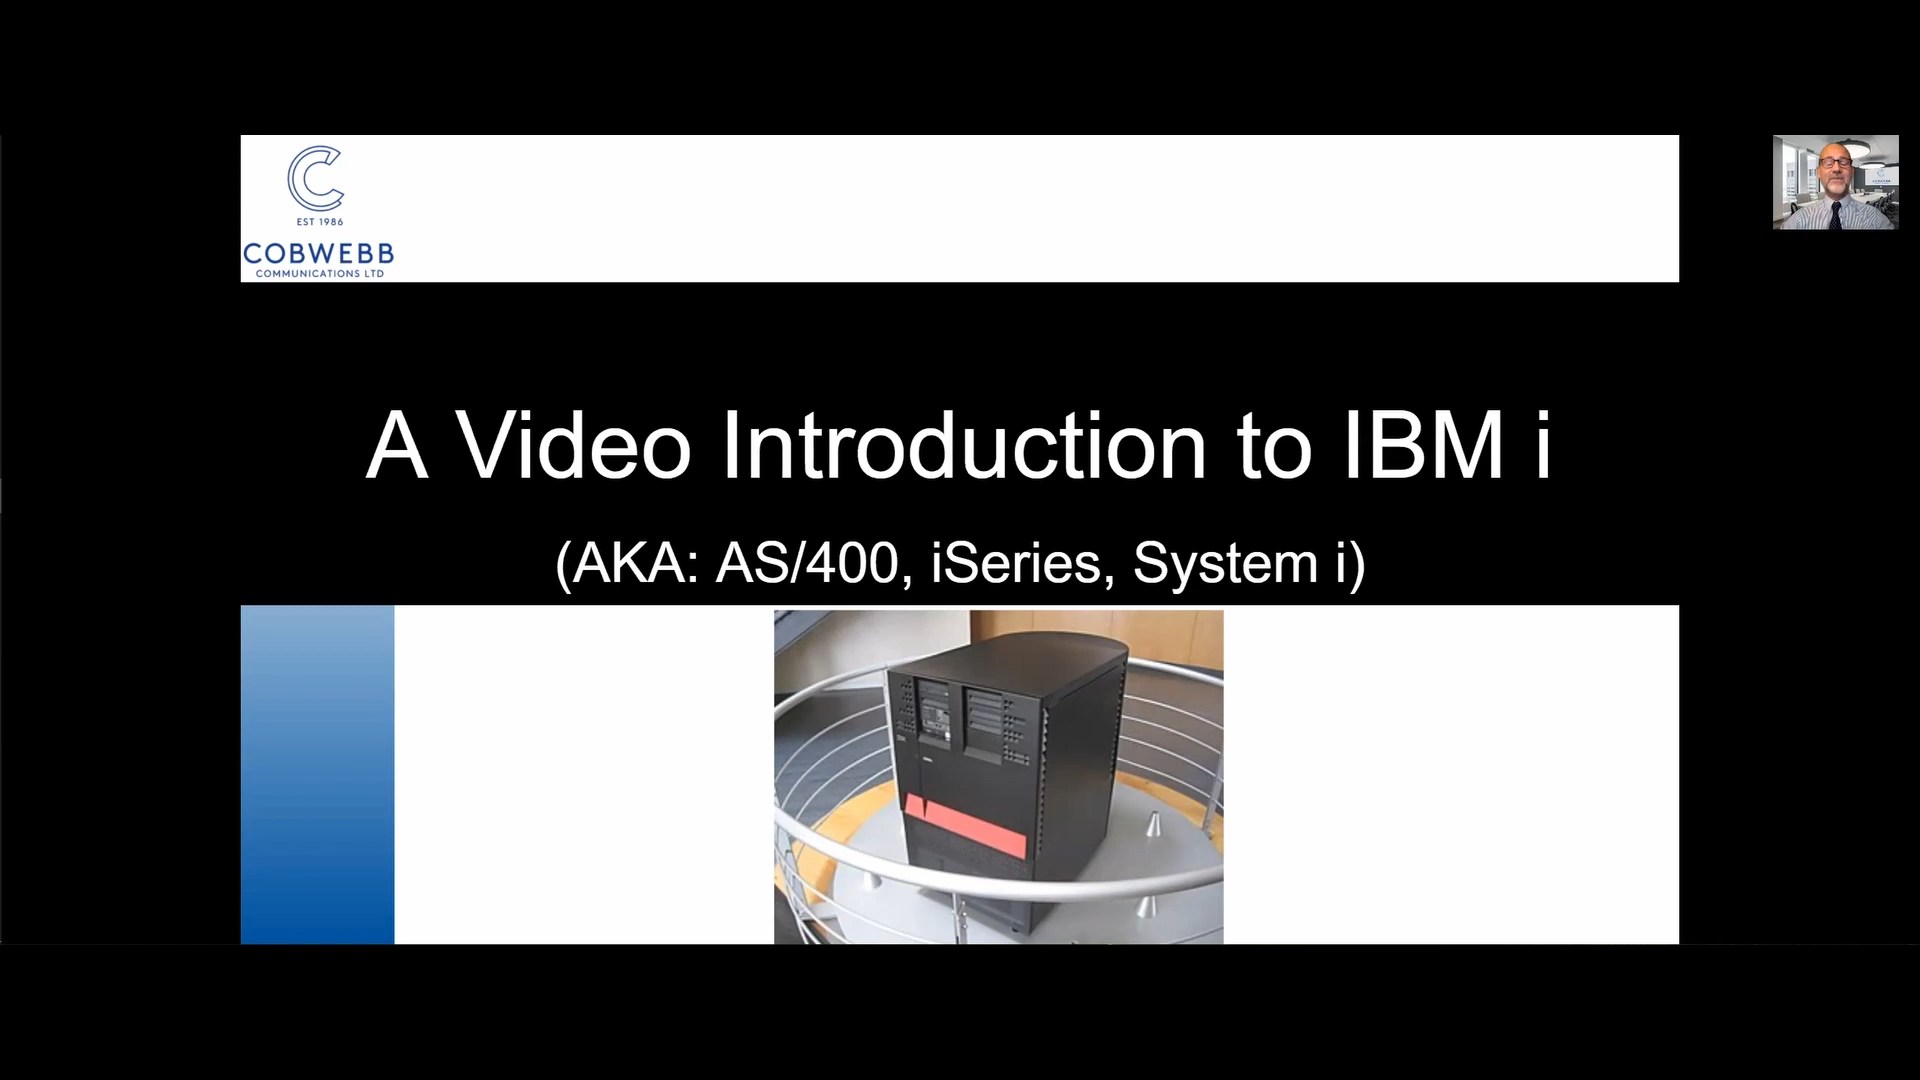 EST 1986
COBWEBB
COMMUNICATIONS LTD
A Video Introduction to IBM i
(AKA: AS/400, iSeries, System i)